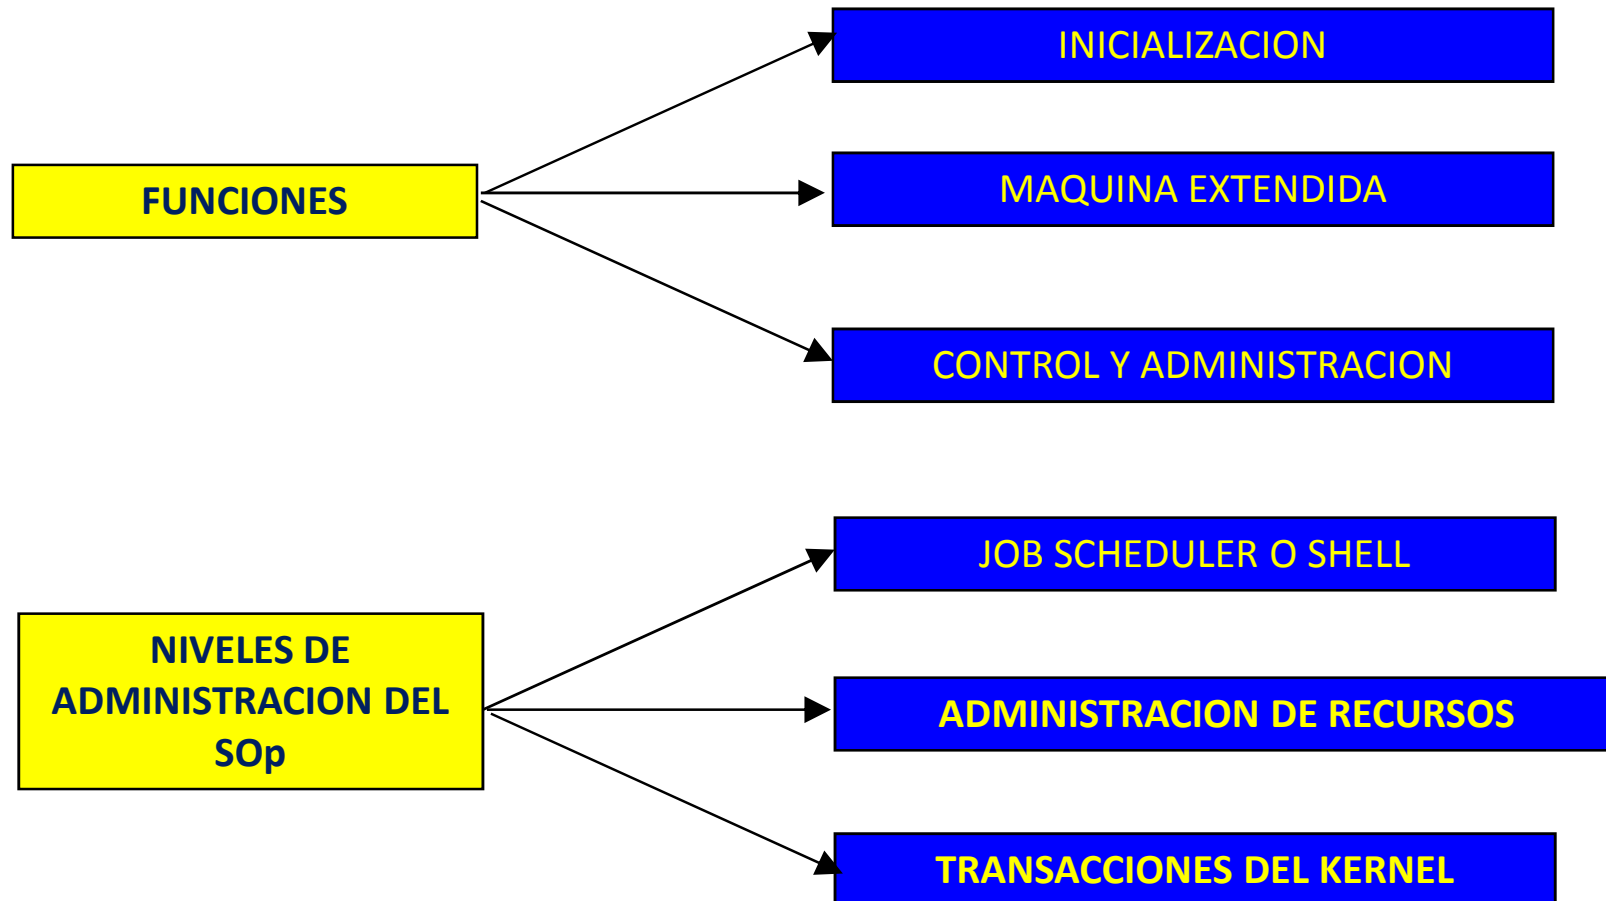 FUNCIONES
INICIALIZACION
MAQUINA EXTENDIDA
CONTROL Y ADMINISTRACION
NIVELES DE
ADMINISTRACION DEL
SOp
JOB SCHEDULER O SHELL
ADMINISTRACION DE RECURSOS
TRANSACCIONES DEL KERNEL